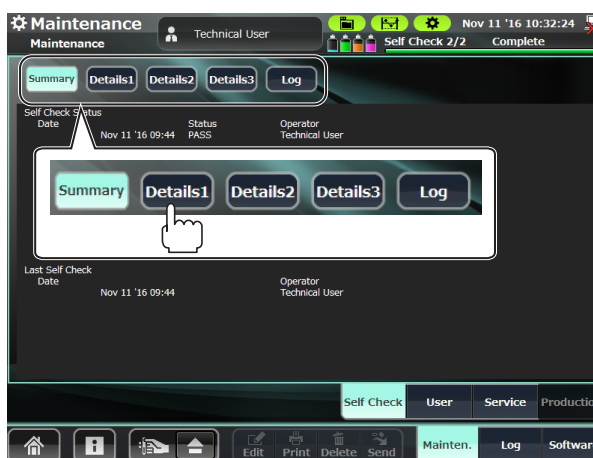 Maintenance
Maintenance
Technical User
Nov 11 '16 10:32:24
Self Check 2/2 Complete
Summary Details1 Details2 Details3 Log
Self Check Status
Date Status Operator
Nov 11 '16 09:44 PASS Technical User
Summary Details1 Details2 Details3 Log
Last Self Check
Date Operator
Nov 11 '16 09:44 Technical User
Self Check User Service Productio
Edit Print Delete Send Mainten. Log Softwar